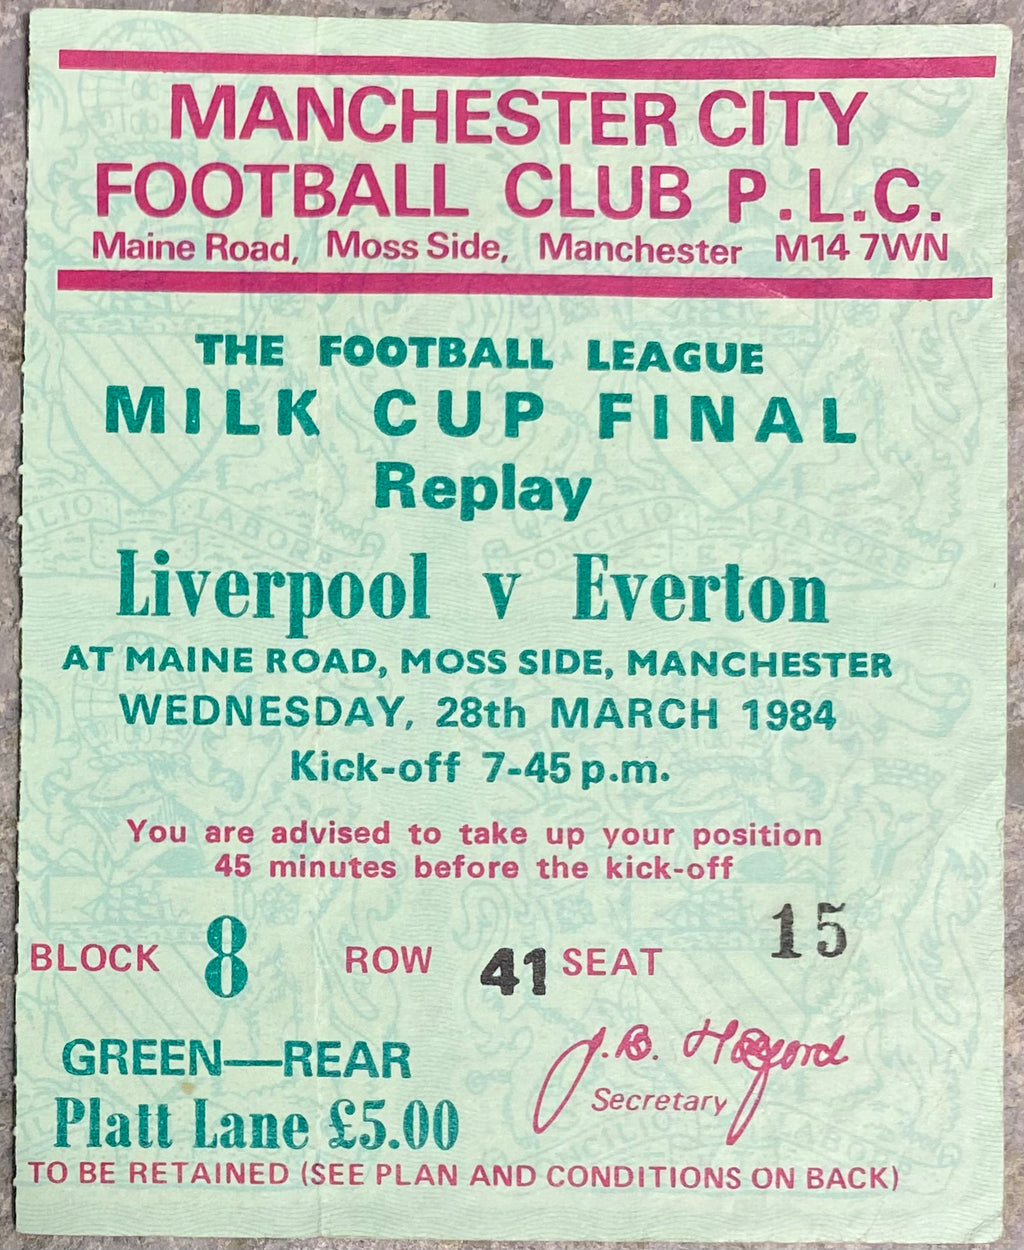 MANCHESTER CITY
FOOTBALL CLUB P.L.C.
Maine Road, Moss Side, Manchester M14 7WN
THE FOOTBALL LEAGUE
MILK CUP FINAL
Replay
Liverpool v Everton
AT MAINE ROAD, MOSS SIDE, MANCHESTER
WEDNESDAY, 28th MARCH 1984
Kick-off 7-45 p.m.
You are advised to take up your position
45 minutes before the kick-off
BLOCK 8 ROW 41 SEAT 15
GREEN—REAR
J.B.
Secretary
Platt Lane £5.00
TO BE RETAINED (SEE PLAN AND CONDITIONS ON BACK)